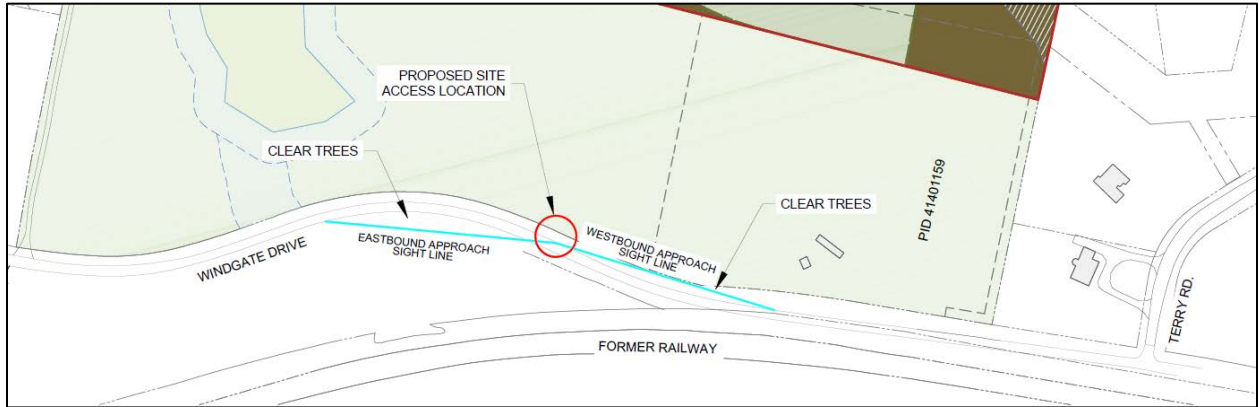 PROPOSED SITE
ACCESS LOCATION
CLEAR TREES
CLEAR TREES
PID 41401159
WINDGATE DRIVE
EASTBOUND APPROACH
SIGHT LINE
WESTBOUND APPROACH
SIGHT LINE
TERRY RD.
FORMER RAILWAY